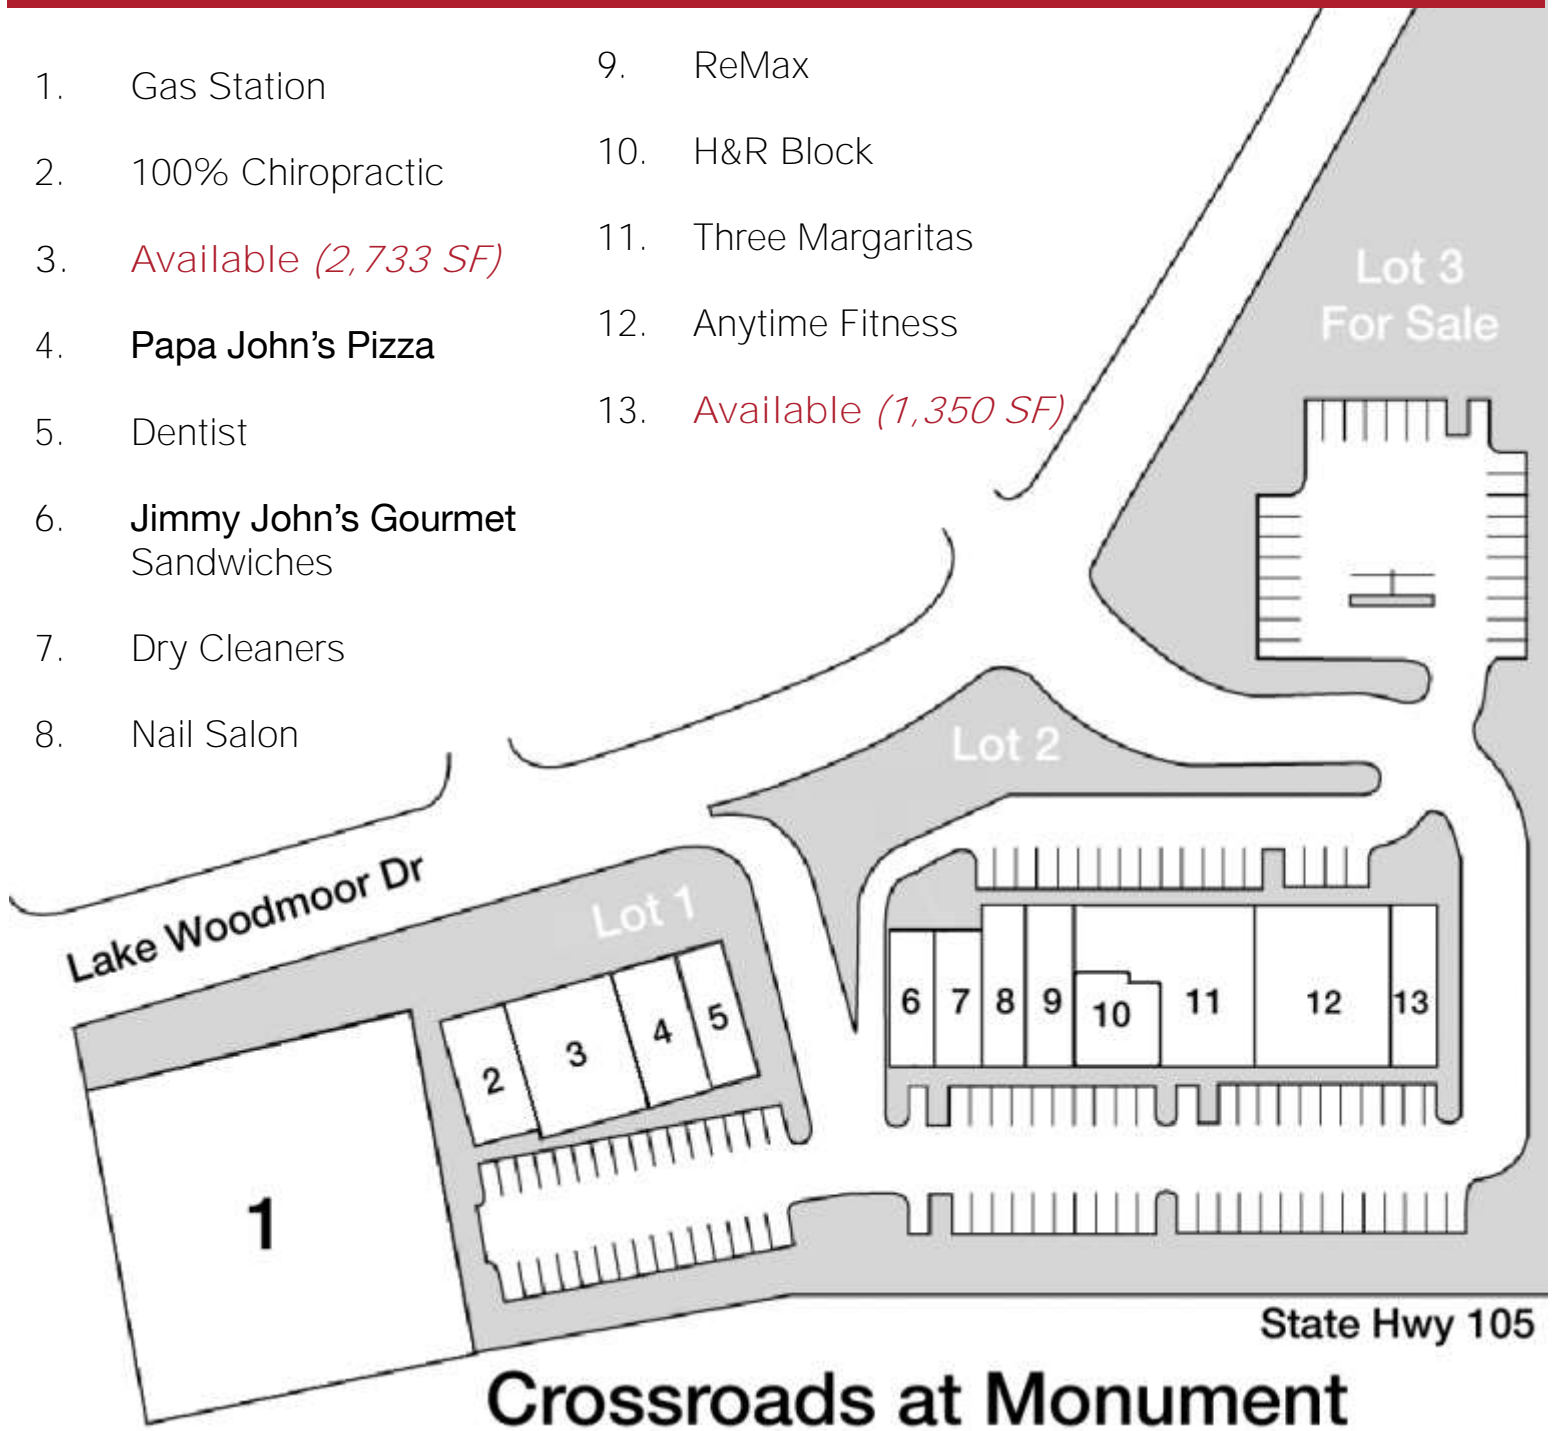 1. Gas Station
2. 100% Chiropractic
3. Available (2,733 SF)
4. Papa John’s Pizza
5. Dentist
6. Jimmy John’s Gourmet
Sandwiches
7. Dry Cleaners
8. Nail Salon
9. ReMax
10. H&R Block
11. Three Margaritas
12. Anytime Fitness
13. Available (1,350 SF)
Lot 3
For Sale
Lot 2
Lake Woodmoor Dr
Lot 1
1
2
3
4
5
6
7
8
9
10
11
12
13
State Hwy 105
Crossroads at Monument